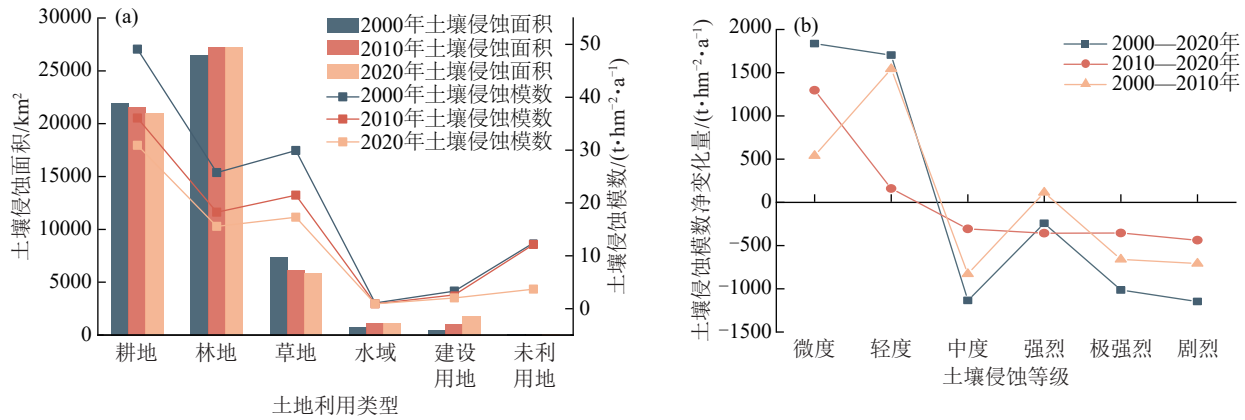 (a)
2000年土壤侵蚀面积
2010年土壤侵蚀面积
2020年土壤侵蚀面积
2000年土壤侵蚀模数
2010年土壤侵蚀模数
2020年土壤侵蚀模数
土壤侵蚀面积/km²
30000
25000
20000
15000
10000
5000
0
土壤侵蚀模数/(t•hm⁻²•a⁻¹)
50
40
30
20
10
0
耕地
林地
草地
水域
建设
用地
未利
用地
土地利用类型
(b)
2000—2020年
2010—2020年
2000—2010年
土壤侵蚀模数净变化量/(t•hm⁻²•a⁻¹)
2000
1500
1000
500
0
−500
−1000
−1500
微度
轻度
中度
强烈
极强烈
剧烈
土壤侵蚀等级